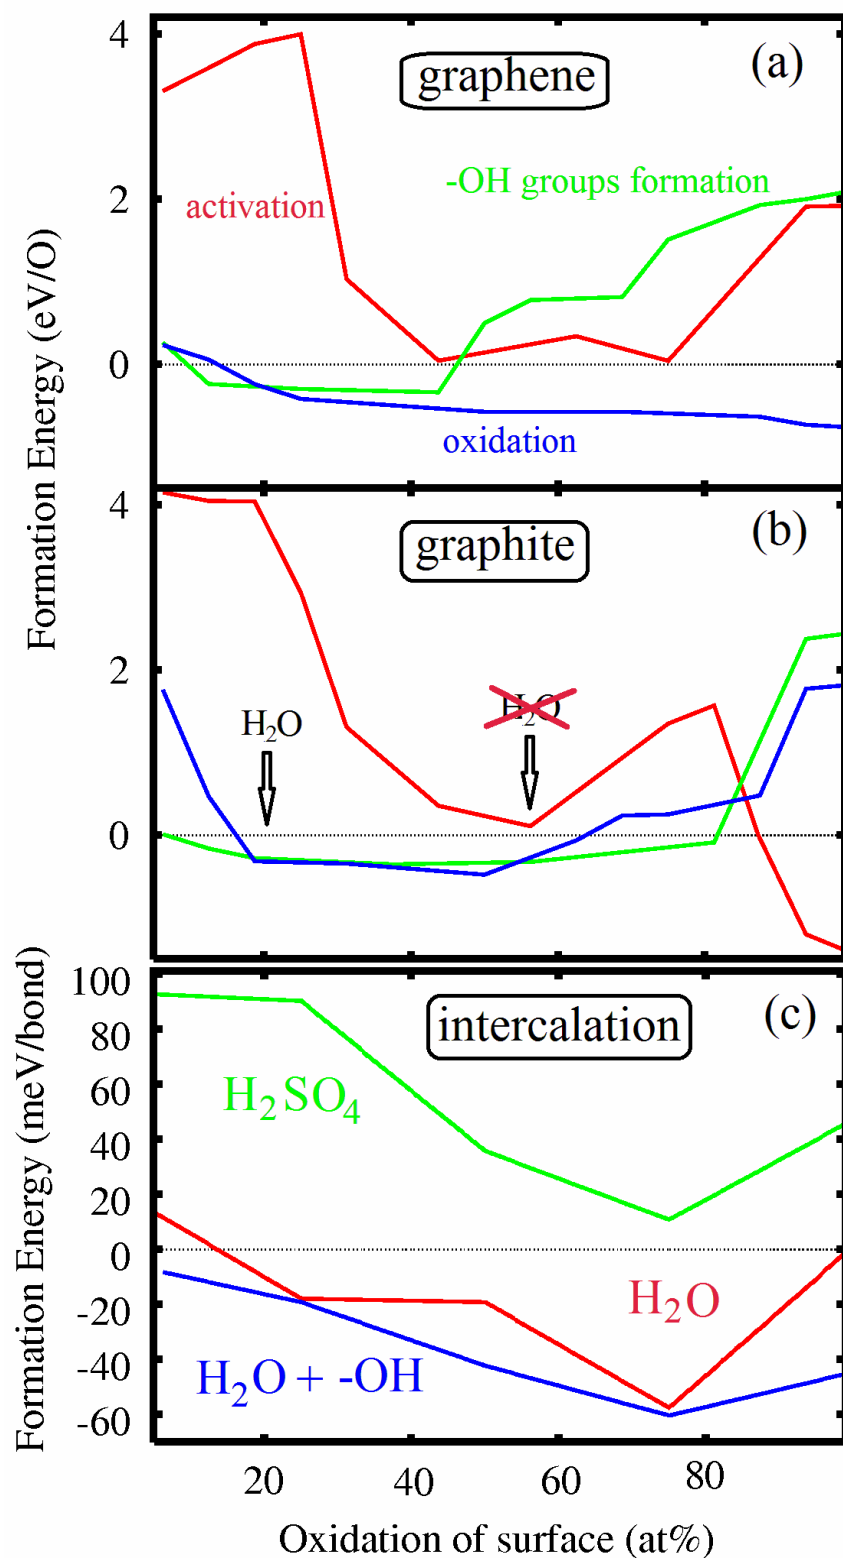 4
graphene
(a)
-OH groups formation
activation
2
0
oxidation
Formation Energy (eV/O)
4
graphite
(b)
2
H₂O
H₂O
0
100
80
60
40
20
0
-20
-40
-60
intercalation
(c)
H₂SO₄
H₂O
H₂O + -OH
Formation Energy (meV/bond)
20 40 60 80
Oxidation of surface (at%)